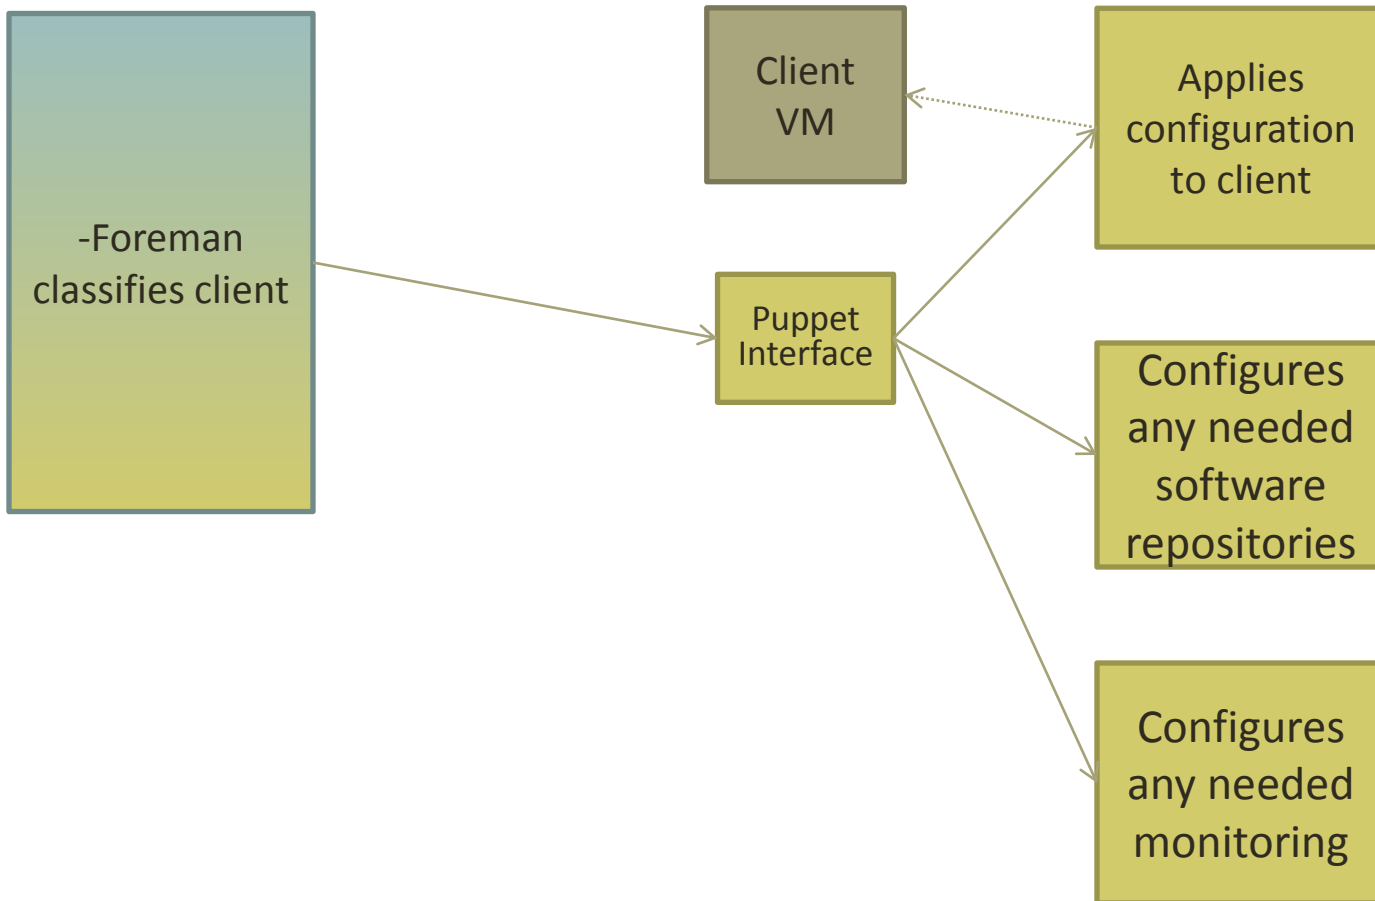 -Foreman
classifies client
Client
VM
Puppet
Interface
Applies
configuration
to client
Configures
any needed
software
repositories
Configures
any needed
monitoring